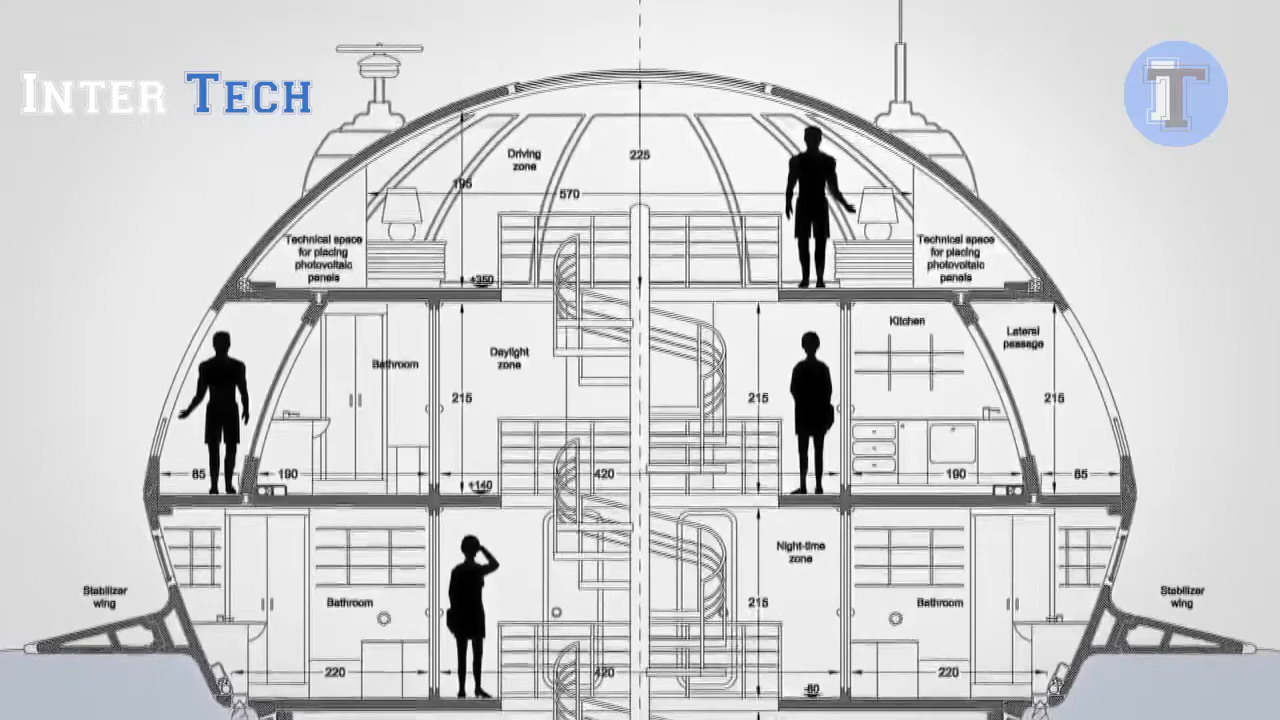 INTER TECH
IT
Driving
zone
225
195
570
Technical space
for placing
photovoltaic
panels
Technical space
for placing
photovoltaic
panels
+350
Kitchen
Lateral
passage
Bathroom
Daylight
zone
215
215
215
85
190
420
190
85
+140
Night-time
zone
Stabilizer
wing
Bathroom
215
Bathroom
Stabilizer
wing
220
420
220
-80